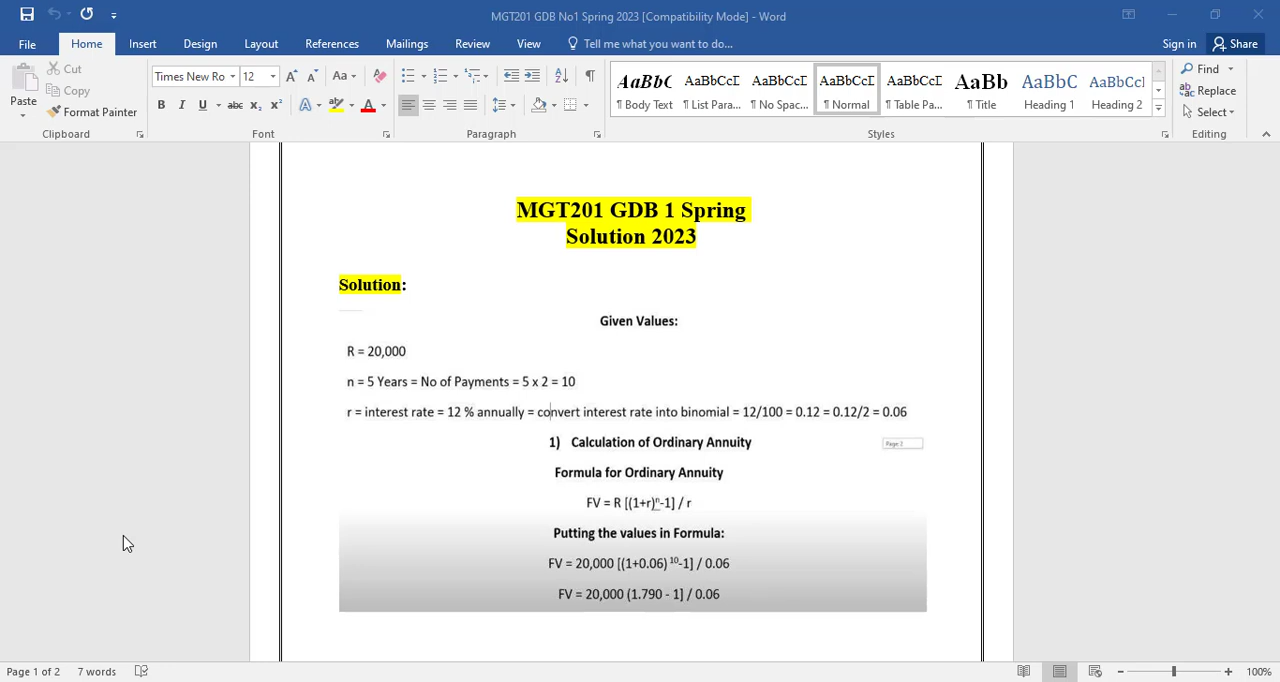 MGT201 GDB No1 Spring 2023 [Compatibility Mode] - Word
File Home Insert Design Layout References Mailings Review View Tell me what you want to do... Sign in Share
Paste
Cut
Copy
Format Painter
Clipboard
Times New Ro 12
Font
Paragraph
AaBbC AaBbCcD AaBbCcD AaBbCcD AaBbCcD AaBb AaBbC AaBbCcI
¶ Body Text ¶ List Para... ¶ No Spac... ¶ Normal ¶ Table Pa... ¶ Title Heading 1 Heading 2
Styles
Find
Replace
Select
Editing
MGT201 GDB 1 Spring
Solution 2023
Solution:
Given Values:
R = 20,000
n = 5 Years = No of Payments = 5 x 2 = 10
r = interest rate = 12 % annually = convert interest rate into binomial = 12/100 = 0.12 = 0.12/2 = 0.06
1) Calculation of Ordinary Annuity
Page 2
Formula for Ordinary Annuity
FV = R [(1+r)ⁿ-1] / r
Putting the values in Formula:
FV = 20,000 [(1+0.06) ¹⁰-1] / 0.06
FV = 20,000 (1.790 - 1] / 0.06
Page 1 of 2 7 words 100%